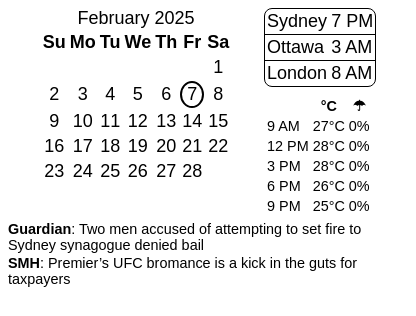 February 2025
Su Mo Tu We Th Fr Sa
1
2 3 4 5 6 7 8
9 10 11 12 13 14 15
16 17 18 19 20 21 22
23 24 25 26 27 28
Sydney 7 PM
Ottawa 3 AM
London 8 AM
°C ☂
9 AM 27°C 0%
12 PM 28°C 0%
3 PM 28°C 0%
6 PM 26°C 0%
9 PM 25°C 0%
Guardian: Two men accused of attempting to set fire to
Sydney synagogue denied bail
SMH: Premier’s UFC bromance is a kick in the guts for
taxpayers